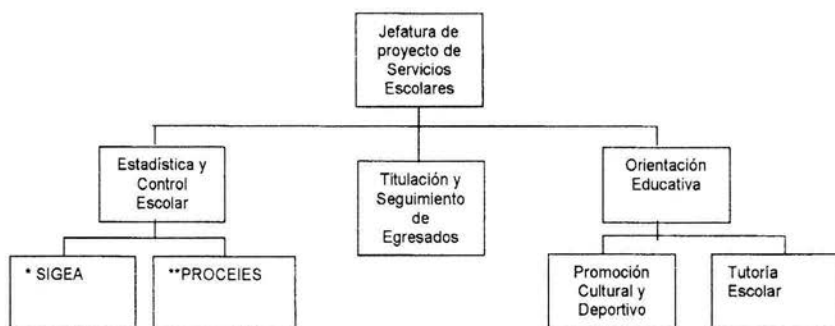 Jefatura de
proyecto de
Servicios
Escolares
Estadística y
Control
Escolar
Titulación y
Seguimiento
de
Egresados
Orientación
Educativa
* SIGEA
**PROCEIES
Promoción
Cultural y
Deportivo
Tutoría
Escolar